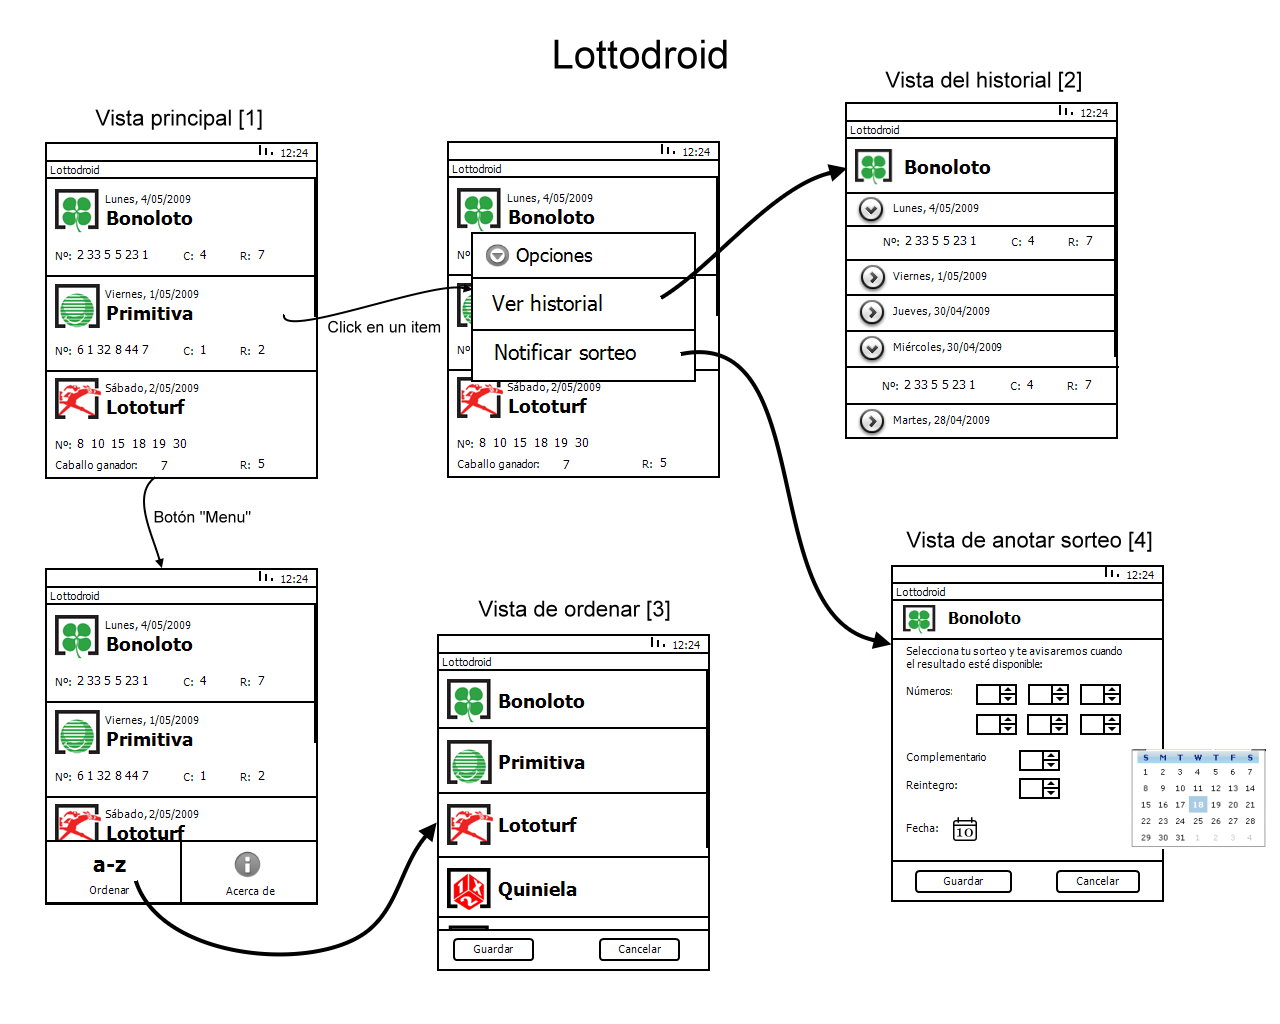 Lottodroid
Vista principal [1]
12:24
Lottodroid
Lunes, 4/05/2009
Bonoloto
Nº: 2 33 5 5 23 1 C: 4 R: 7
Viernes, 1/05/2009
Primitiva
Nº: 6 1 32 8 44 7 C: 1 R: 2
Sábado, 2/05/2009
Lototurf
Nº: 8 10 15 18 19 30
Caballo ganador: 7 R: 5
Click en un item
12:24
Lottodroid
Lunes, 4/05/2009
Bonoloto
Nº
Opciones
Ver historial
Notificar sorteo
Nº
Sábado, 2/05/2009
Lototurf
Nº: 8 10 15 18 19 30
Caballo ganador: 7 R: 5
Vista del historial [2]
12:24
Lottodroid
Bonoloto
Lunes, 4/05/2009
Nº: 2 33 5 5 23 1 C: 4 R: 7
Viernes, 1/05/2009
Jueves, 30/04/2009
Miércoles, 30/04/2009
Nº: 2 33 5 5 23 1 C: 4 R: 7
Martes, 28/04/2009
Botón "Menu"
12:24
Lottodroid
Lunes, 4/05/2009
Bonoloto
Nº: 2 33 5 5 23 1 C: 4 R: 7
Viernes, 1/05/2009
Primitiva
Nº: 6 1 32 8 44 7 C: 1 R: 2
Sábado, 2/05/2009
Lototurf
a-z
Ordenar
i
Acerca de
Vista de ordenar [3]
12:24
Lottodroid
Bonoloto
Primitiva
Lototurf
Quiniela
Guardar Cancelar
Vista de anotar sorteo [4]
12:24
Lottodroid
Bonoloto
Selecciona tu sorteo y te avisaremos cuando
el resultado esté disponible:
Números:
Complementario
Reintegro:
Fecha: 10
Guardar Cancelar
S M T W T F S
1 2 3 4 5 6 7
8 9 10 11 12 13 14
15 16 17 18 19 20 21
22 23 24 25 26 27 28
29 30 31 1 2 3 4